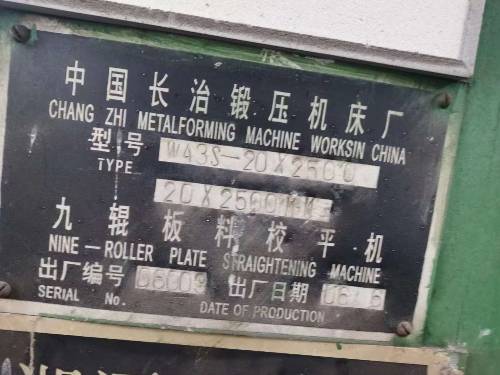 中国长治锻压机床厂
CHANG ZHI METALFORMING MACHINE WORKSIN CHINA
型号 W43S-20X2500
TYPE
20X2500MM
九辊板料校平机
NINE-ROLLER PLATE STRAIGHTENING MACHINE
出厂编号 出厂日期
SERIAL No. DATE OF PRODUCTION